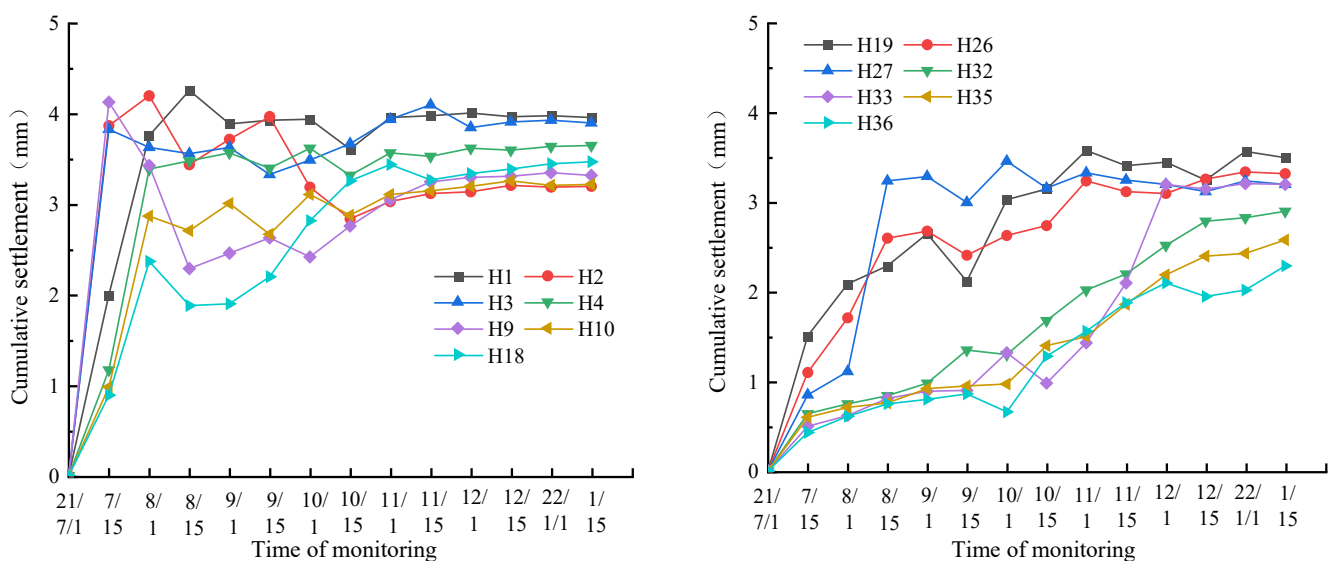 5
4
3
2
1
0
Cumulative settlement（mm）
H1 H2
H3 H4
H9 H10
H18
21/ 7/ 8/ 8/ 9/ 9/ 10/ 10/ 11/ 11/ 12/ 12/ 22/ 1/
7/1 15 1 15 1 15 1 15 1 15 1 15 1/1 15
Time of monitoring
5
4
3
2
1
0
Cumulative settlement（mm）
H19 H26
H27 H32
H33 H35
H36
21/ 7/ 8/ 8/ 9/ 9/ 10/ 10/ 11/ 11/ 12/ 12/ 22/ 1/
7/1 15 1 15 1 15 1 15 1 15 1 15 1/1 15
Time of monitoring